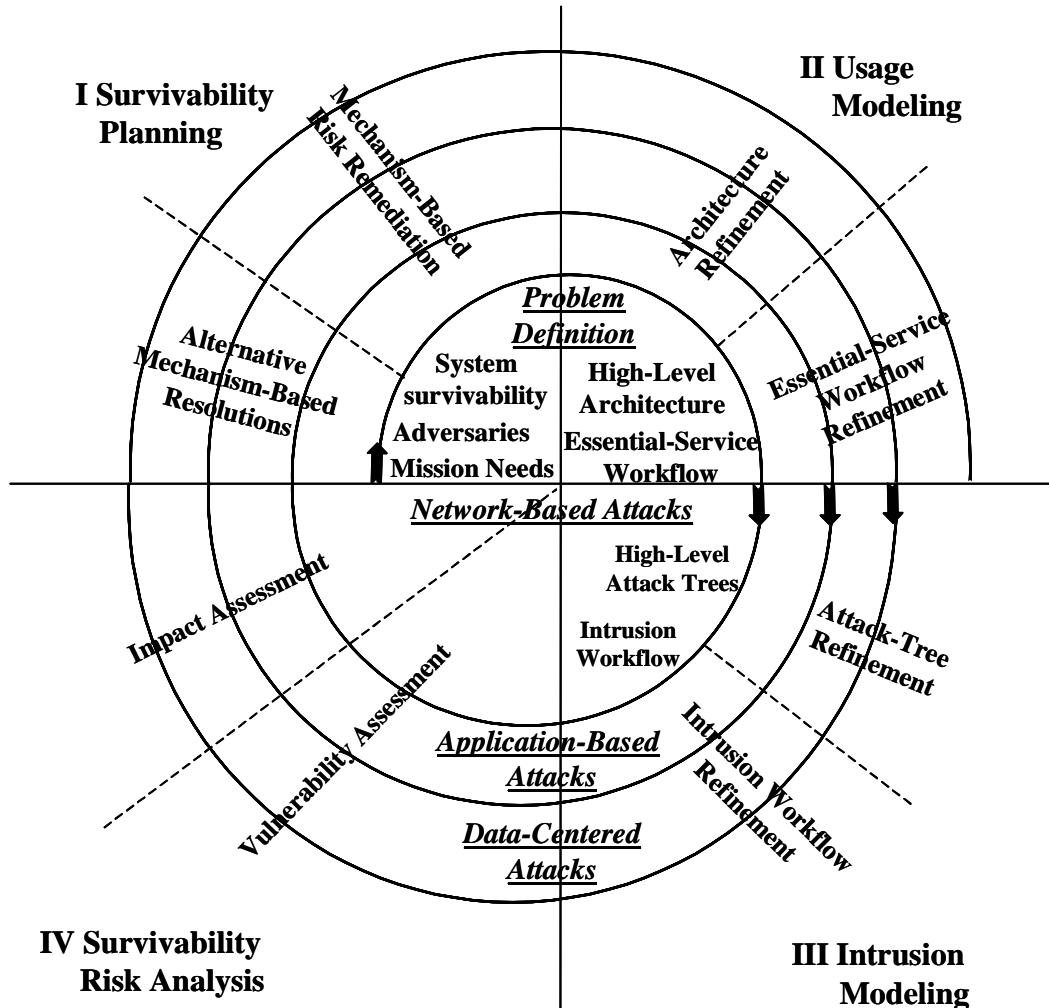 I Survivability
Planning
II Usage
Modeling
Mechanism-Based
Risk Remediation
Architecture
Refinement
Alternative
Mechanism-Based
Resolutions
Essential-Service
Workflow
Refinement
Problem
Definition
System
survivability
Adversaries
Mission Needs
High-Level
Architecture
Essential-Service
Workflow
Network-Based Attacks
High-Level
Attack Trees
Intrusion
Workflow
Impact Assessment
Vulnerability Assessment
Attack-Tree
Refinement
Intrusion Workflow
Refinement
Application-Based
Attacks
Data-Centered
Attacks
IV Survivability
Risk Analysis
III Intrusion
Modeling